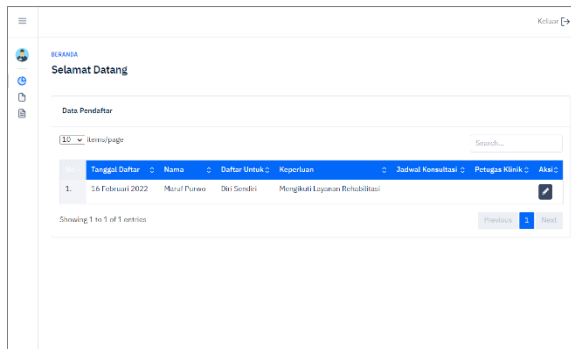 Keluar
BERANDA
Selamat Datang
Data Pendaftar
10 items/page
Search...
No Tanggal Daftar Nama Daftar Untuk Keperluan Jadwal Konsultasi Petugas Klinik Aksi
1. 16 Februari 2022 Maruf Purwo Diri Sendiri Mengikuti Layanan Rehabilitasi
Showing 1 to 1 of 1 entries
Previous 1 Next